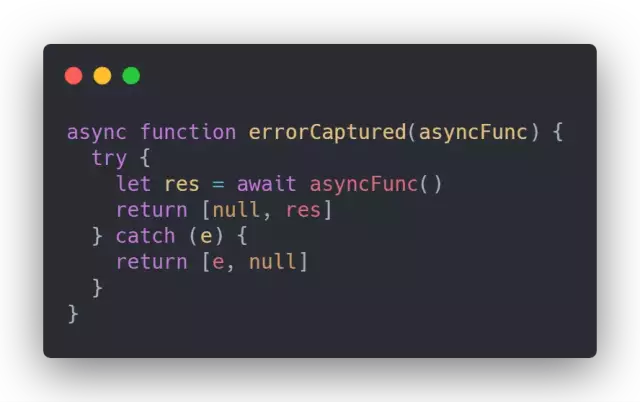 async function errorCaptured(asyncFunc) {
  try {
    let res = await asyncFunc()
    return [null, res]
  } catch (e) {
    return [e, null]
  }
}